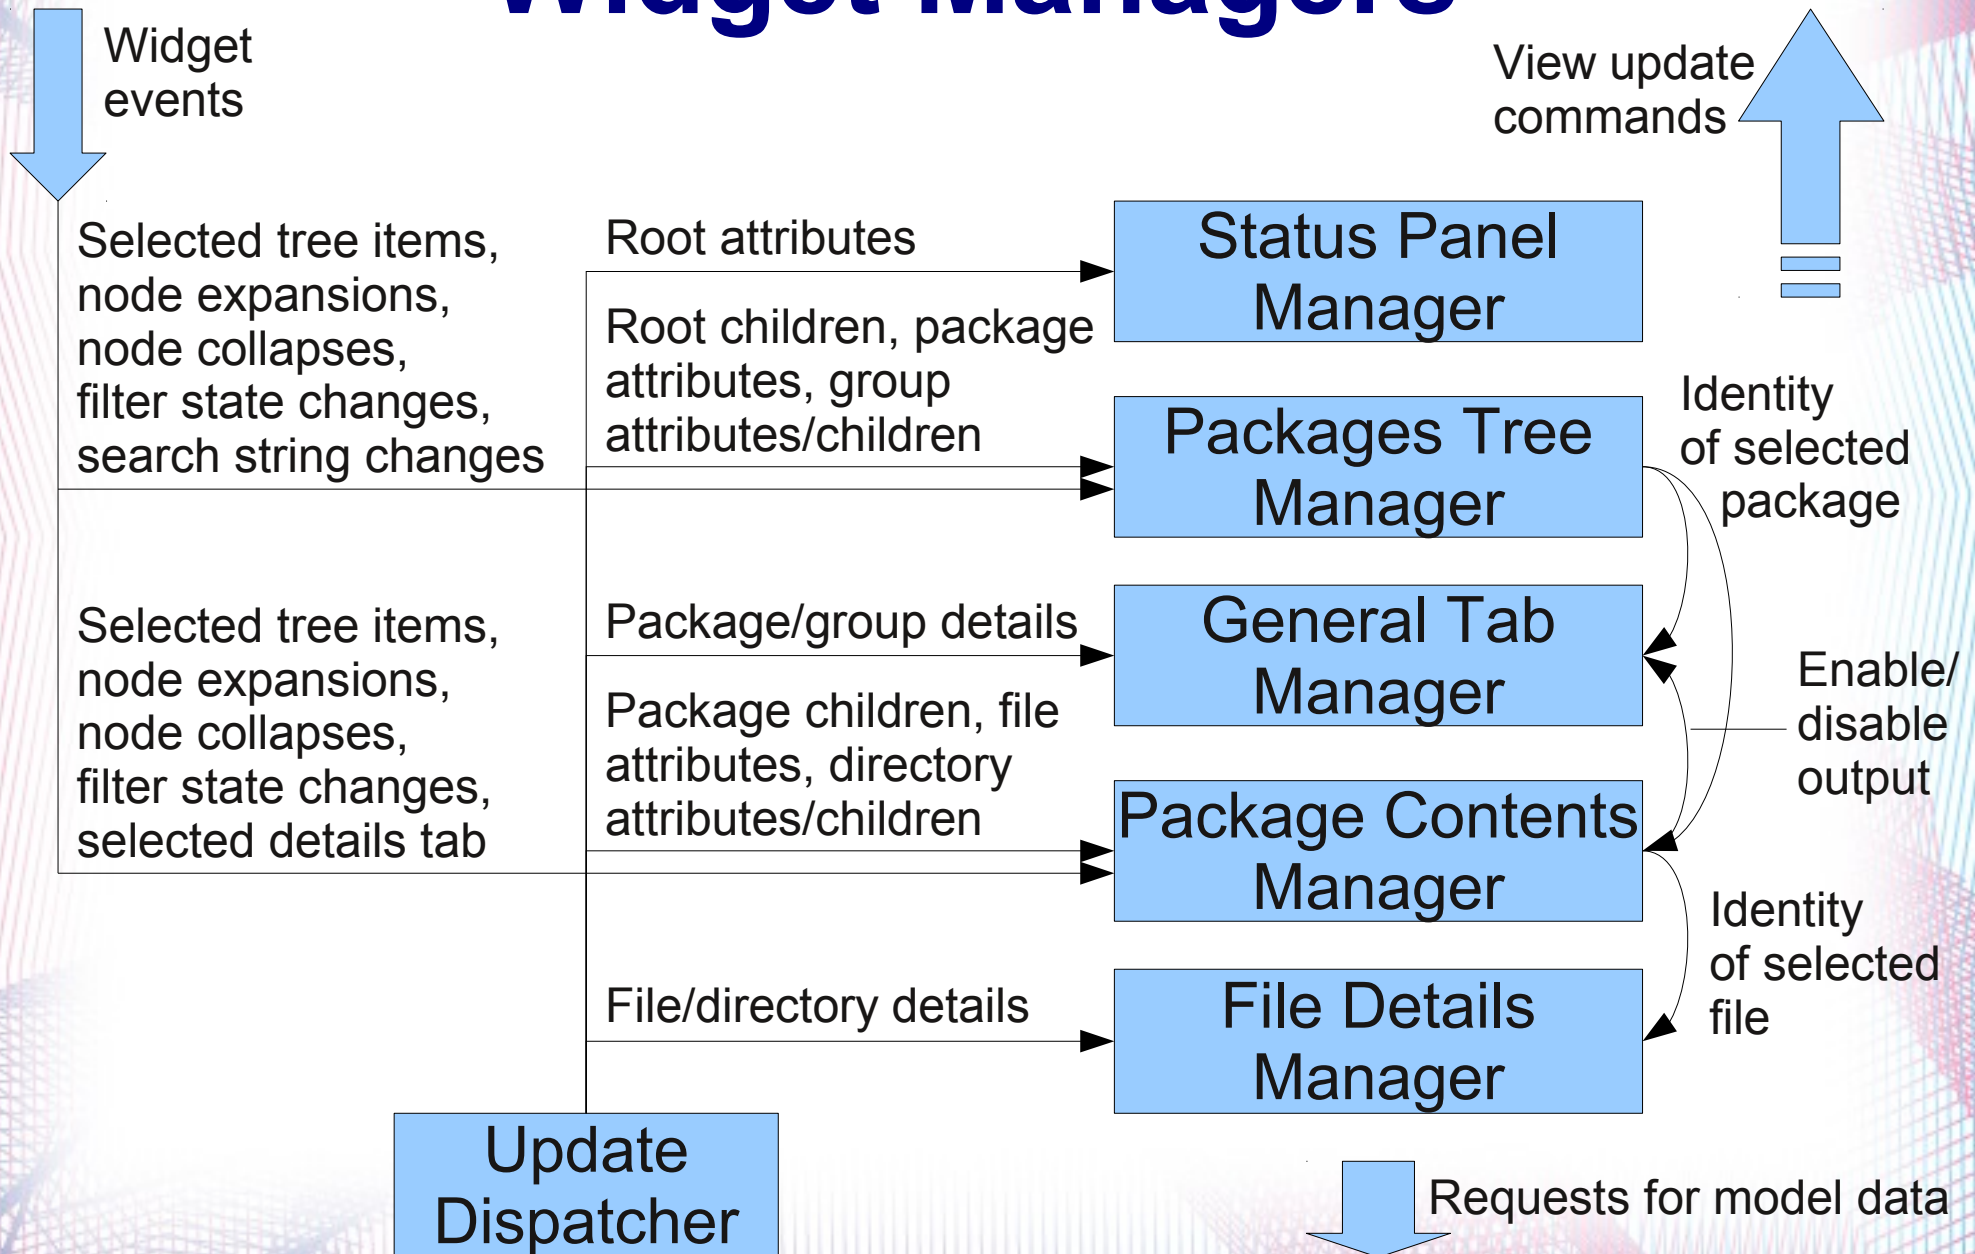 Widget Managers
Widget
events
View update
commands
Selected tree items,
node expansions,
node collapses,
filter state changes,
search string changes
Root attributes
Status Panel
Manager
Root children, package
attributes, group
attributes/children
Packages Tree
Manager
Identity
of selected
package
Selected tree items,
node expansions,
node collapses,
filter state changes,
selected details tab
Package/group details
General Tab
Manager
Enable/
disable
output
Package children, file
attributes, directory
attributes/children
Package Contents
Manager
Identity
of selected
file
File/directory details
File Details
Manager
Update
Dispatcher
Requests for model data